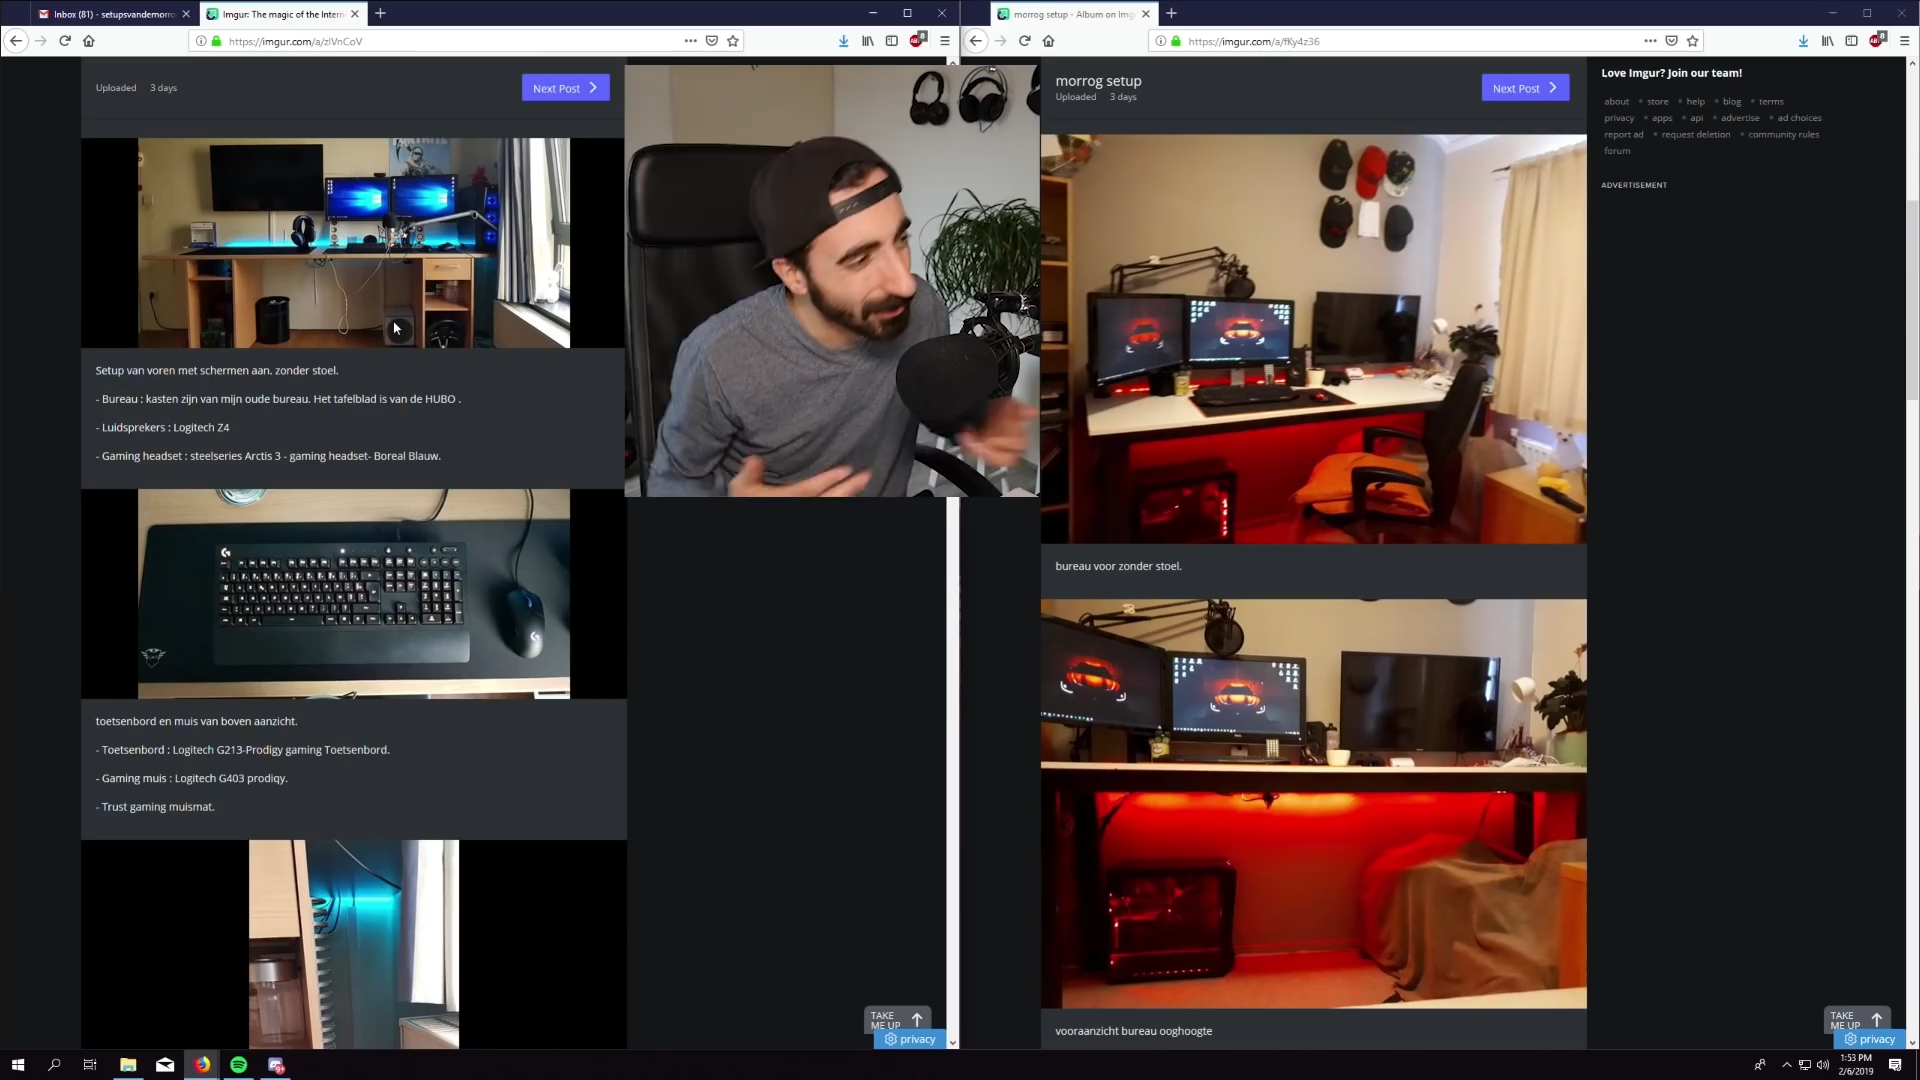 Inbox (81) - setupsvandemorro
Imgur: The magic of the Intern
https://imgur.com/a/zlVnCoV
Uploaded 3 days
Next Post
Setup van voren met schermen aan. zonder stoel.
- Bureau : kasten zijn van mijn oude bureau. Het tafelblad is van de HUBO .
- Luidsprekers : Logitech Z4
- Gaming headset : steelseries Arctis 3 - gaming headset- Boreal Blauw.
toetsenbord en muis van boven aanzicht.
- Toetsenbord : Logitech G213-Prodigy gaming Toetsenbord.
- Gaming muis : Logitech G403 prodigy.
- Trust gaming muismat.
TAKE
ME UP
privacy
morrog setup - Album on Img
https://imgur.com/a/fKy4z36
morrog setup
Uploaded 3 days
Next Post
bureau voor zonder stoel.
vooraanzicht bureau ooghoogte
Love Imgur? Join our team!
about store help blog terms
privacy apps api advertise ad choices
report ad request deletion community rules
forum
ADVERTISEMENT
TAKE
ME UP
privacy
1:53 PM
2/6/2019